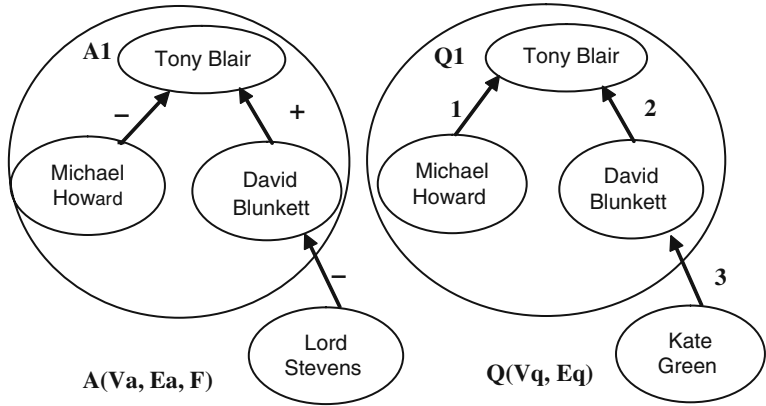 A1
Tony Blair
–
+
Michael
Howard
David
Blunkett
–
Lord
Stevens
A(Va, Ea, F)
Q1
Tony Blair
1
2
Michael
Howard
David
Blunkett
3
Kate
Green
Q(Vq, Eq)